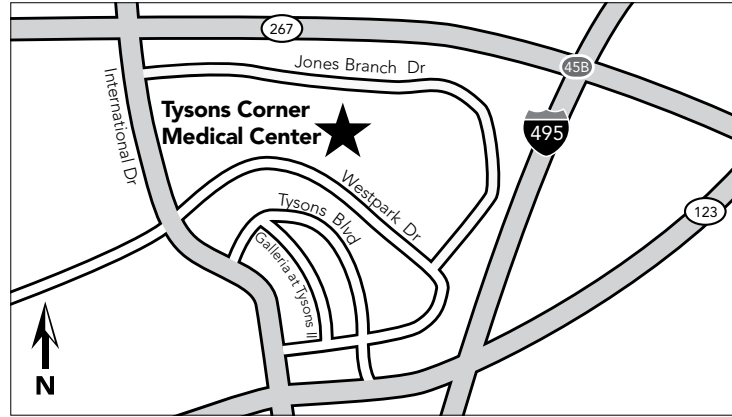 267
Jones Branch Dr
45B
International Dr
Tysons Corner
Medical Center
495
Westpark Dr
Tysons Blvd
123
Galleria at Tysons II
N